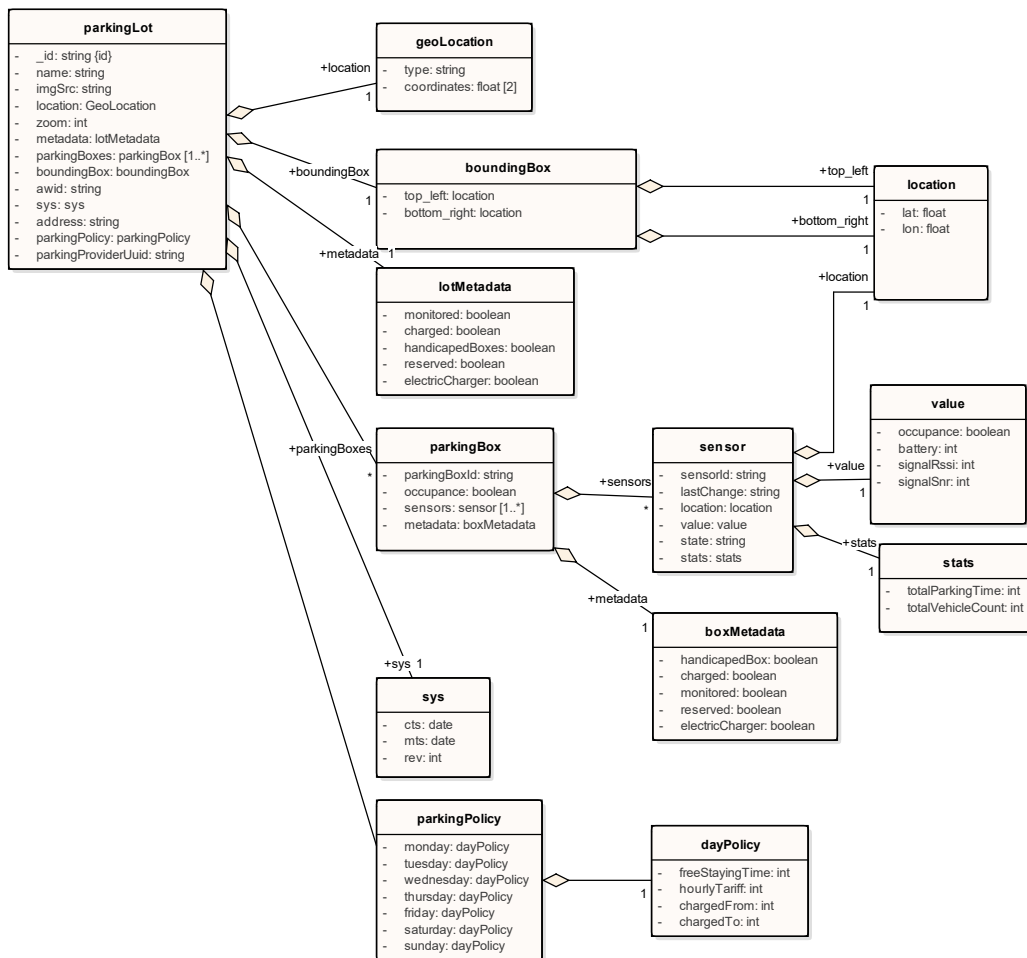 parkingLot
- _id: string {id}
- name: string
- imgSrc: string
- location: GeoLocation
- zoom: int
- metadata: lotMetadata
- parkingBoxes: parkingBox [1..*]
- boundingBox: boundingBox
- awid: string
- sys: sys
- address: string
- parkingPolicy: parkingPolicy
- parkingProviderUuid: string
+location
1
geoLocation
- type: string
- coordinates: float [2]
+boundingBox
1
boundingBox
- top_left: location
- bottom_right: location
+top_left
1
+bottom_right
1
location
- lat: float
- lon: float
+metadata 1
lotMetadata
- monitored: boolean
- charged: boolean
- handicapedBoxes: boolean
- reserved: boolean
- electricCharger: boolean
+location
1
+parkingBoxes
*
parkingBox
- parkingBoxId: string
- occupance: boolean
- sensors: sensor [1..*]
- metadata: boxMetadata
+sensors
*
sensor
- sensorId: string
- lastChange: string
- location: location
- value: value
- state: string
- stats: stats
+value
1
value
- occupance: boolean
- battery: int
- signalRssi: int
- signalSnr: int
+stats
1
stats
- totalParkingTime: int
- totalVehicleCount: int
+metadata
1
boxMetadata
- handicapedBox: boolean
- charged: boolean
- monitored: boolean
- reserved: boolean
- electricCharger: boolean
+sys 1
sys
- cts: date
- mts: date
- rev: int
parkingPolicy
- monday: dayPolicy
- tuesday: dayPolicy
- wednesday: dayPolicy
- thursday: dayPolicy
- friday: dayPolicy
- saturday: dayPolicy
- sunday: dayPolicy
1
dayPolicy
- freeStayingTime: int
- hourlyTariff: int
- chargedFrom: int
- chargedTo: int